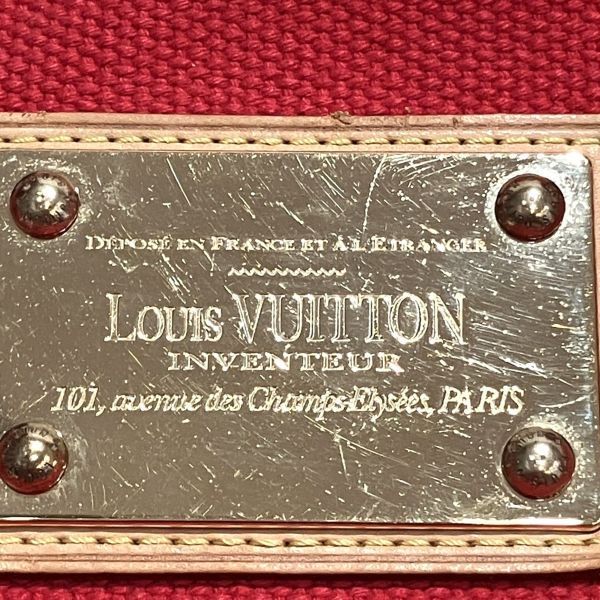 DÉPOSÉ EN FRANCE ET À L'ÉTRANGER
LOUIS VUITTON
INVENTEUR
101, avenue des Champs-Elysées, PARIS